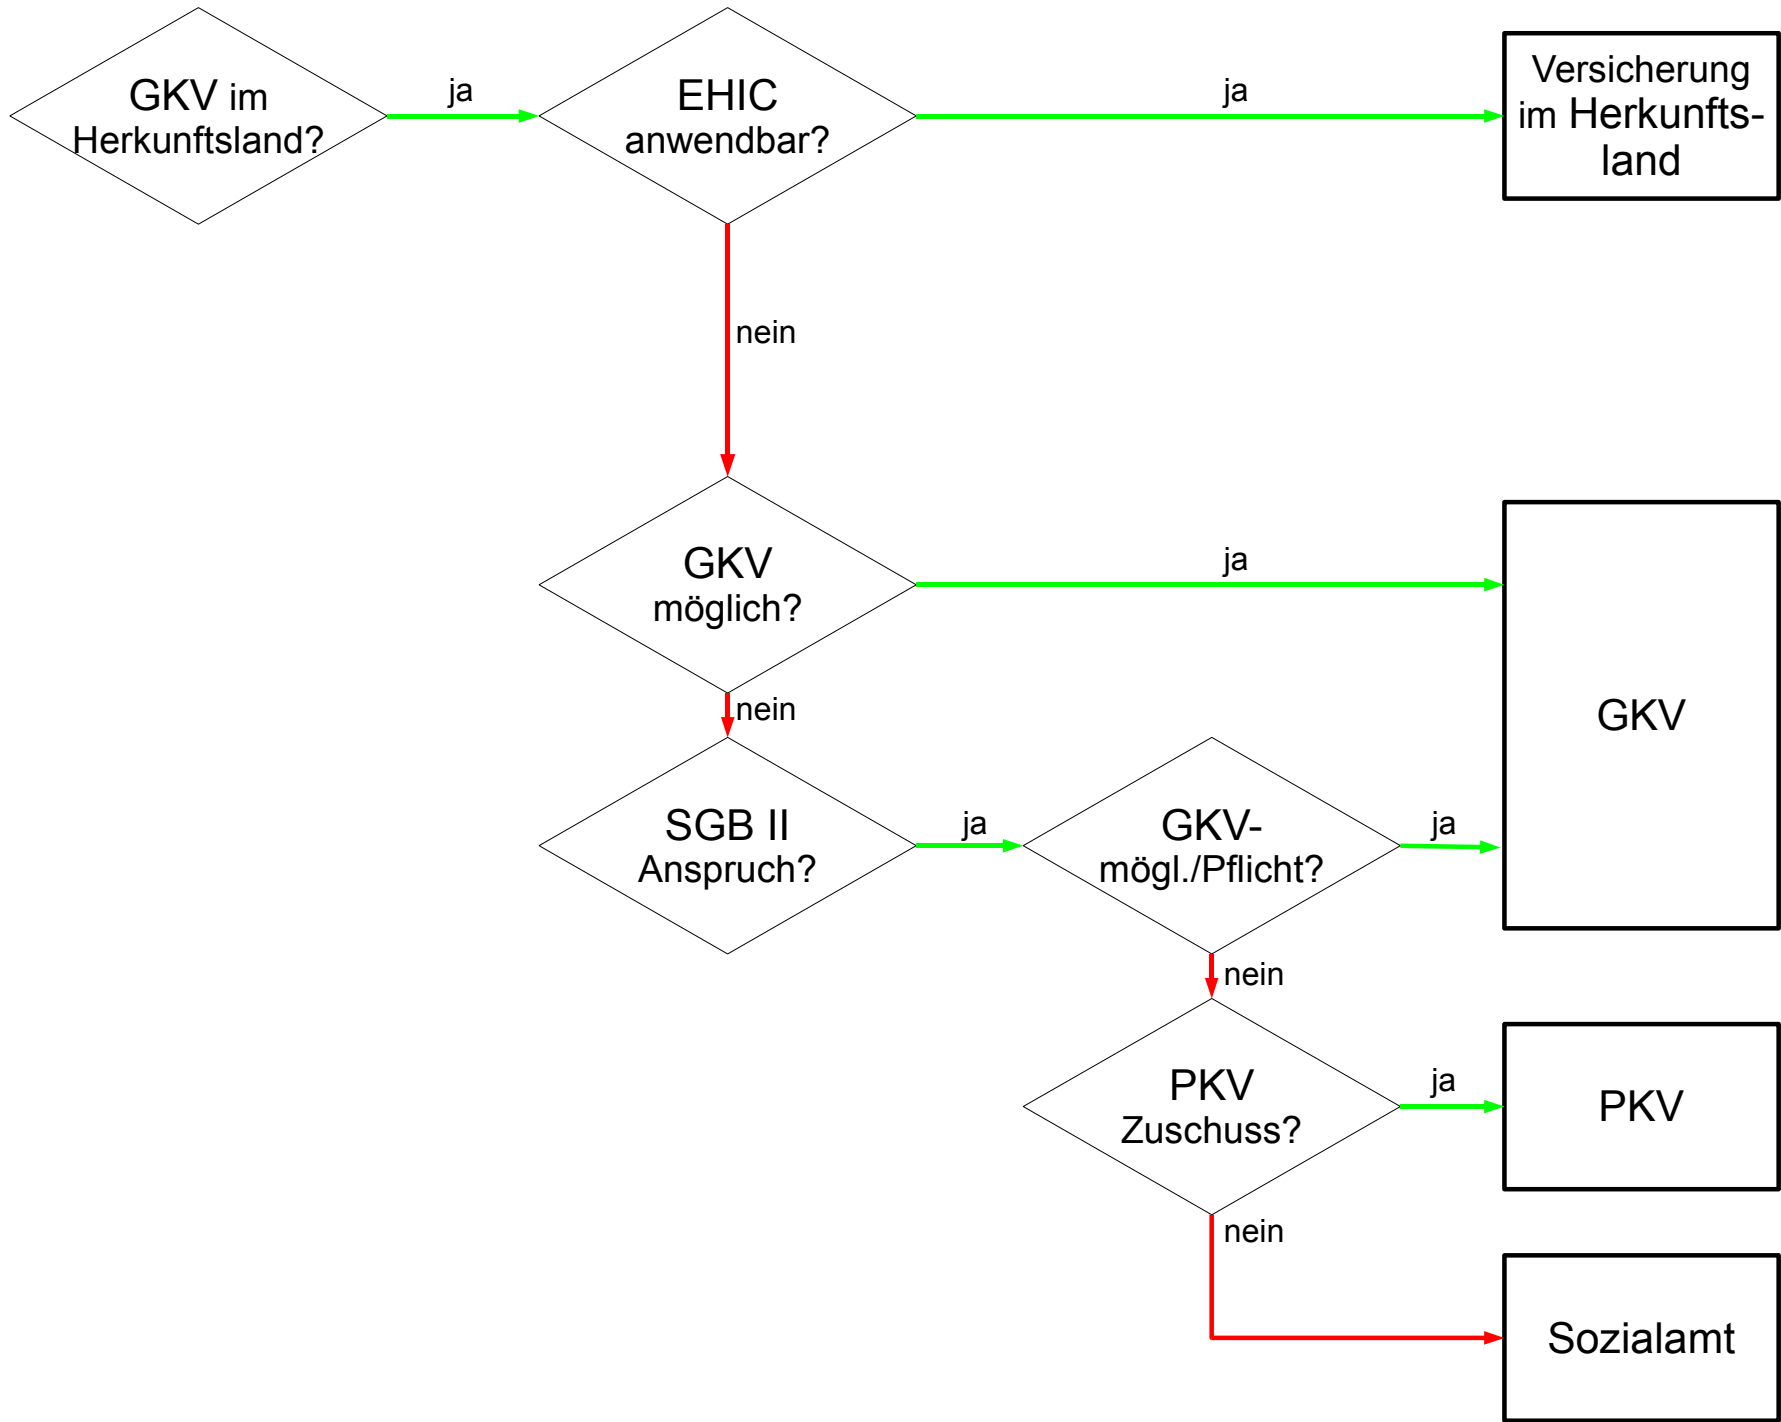 GKV im
Herkunftsland?
ja
EHIC
anwendbar?
ja
Versicherung
im Herkunfts-
land
nein
GKV
möglich?
ja
GKV
nein
SGB II
Anspruch?
ja
GKV-
mögl./Pflicht?
ja
nein
PKV
Zuschuss?
ja
PKV
nein
Sozialamt